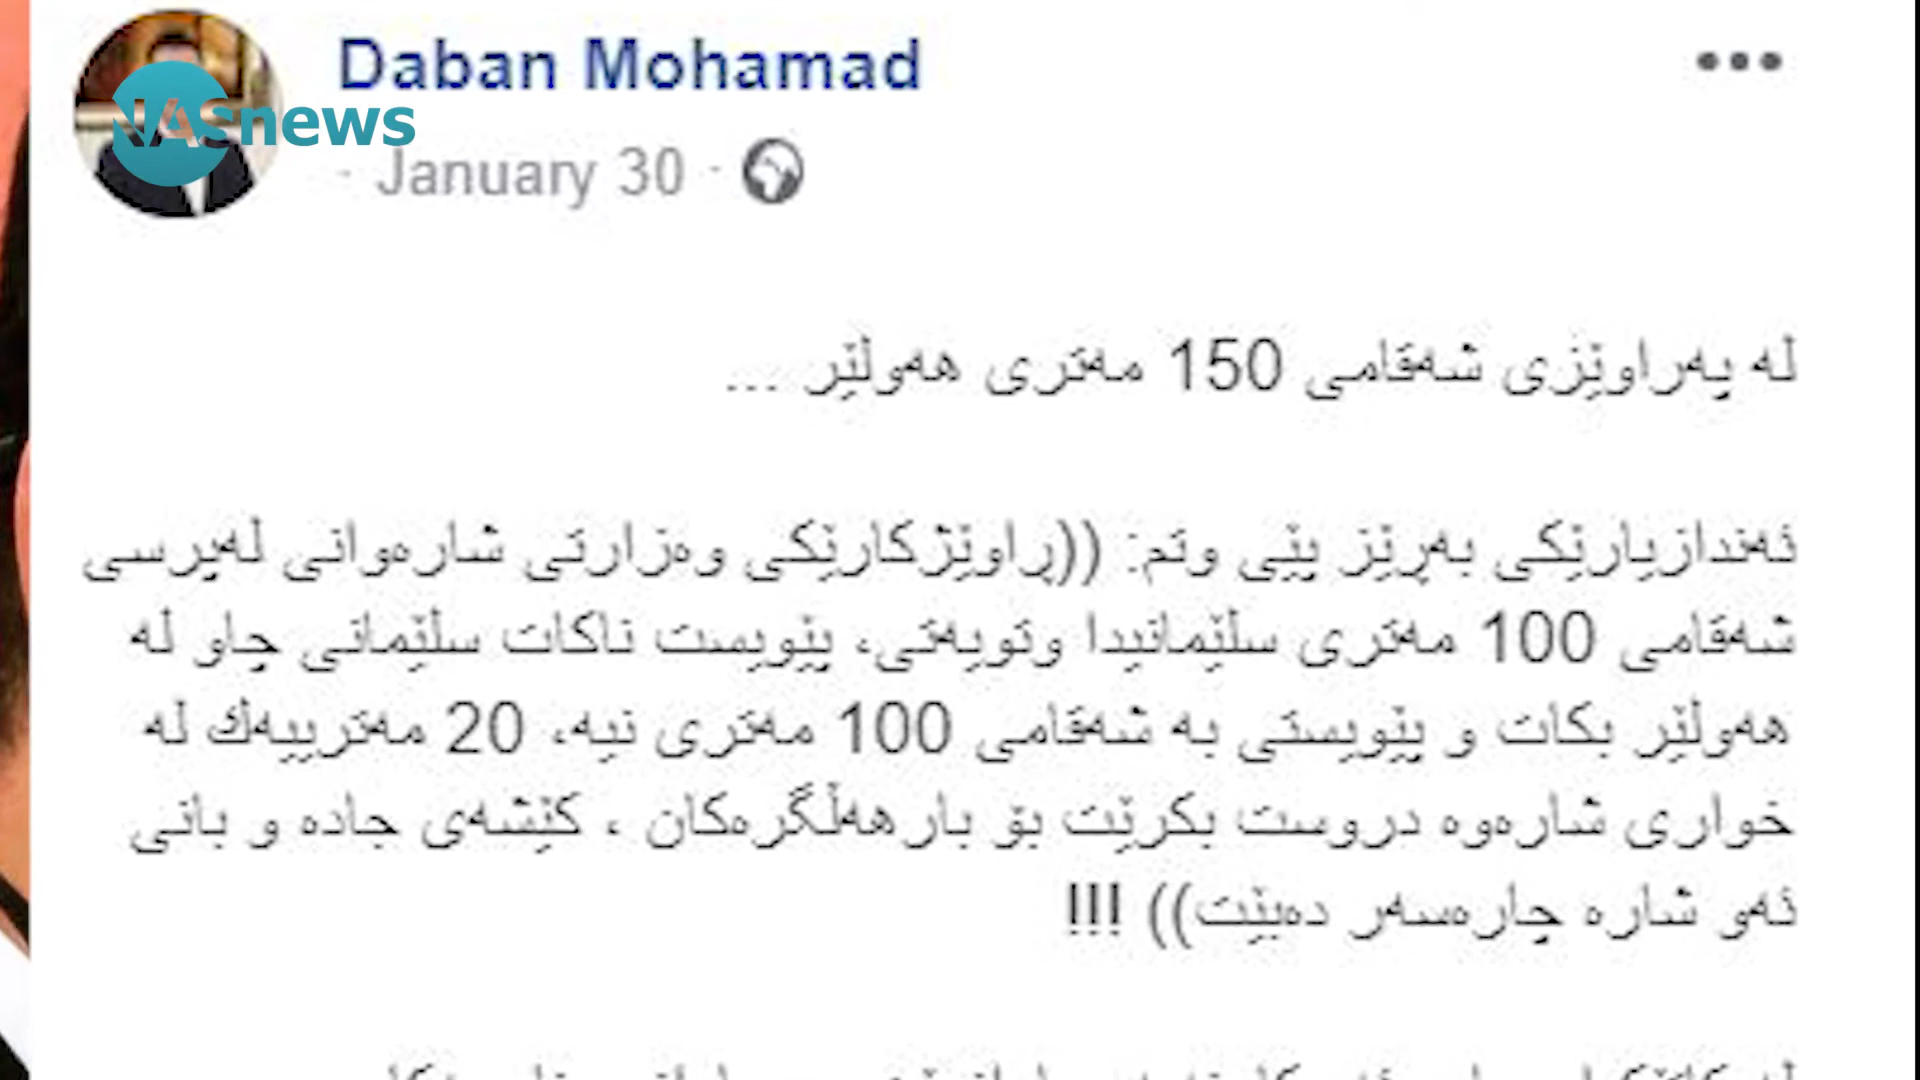 Daban Mohamad
NASnews
January 30
لە پەراوێزی شەقامی 150 مەتری هەولێر ...
ئەندازیارێکی بەڕێز پێی وتم: ((ڕاوێژکارێکی وەزارتی شارەوانی لەپرسی
شەقامی 100 مەتری سلێمانیدا وتویەتی، پێویست ناکات سلێمانی چاو لە
هەولێر بکات و پێویستی بە شەقامی 100 مەتری نیە، 20 مەترییەك لە
خواری شارەوە دروست بکرێت بۆ بارهەڵگرەکان ، کێشەی جادە و بانی
ئەو شارە چارەسەر دەبێت)) !!!